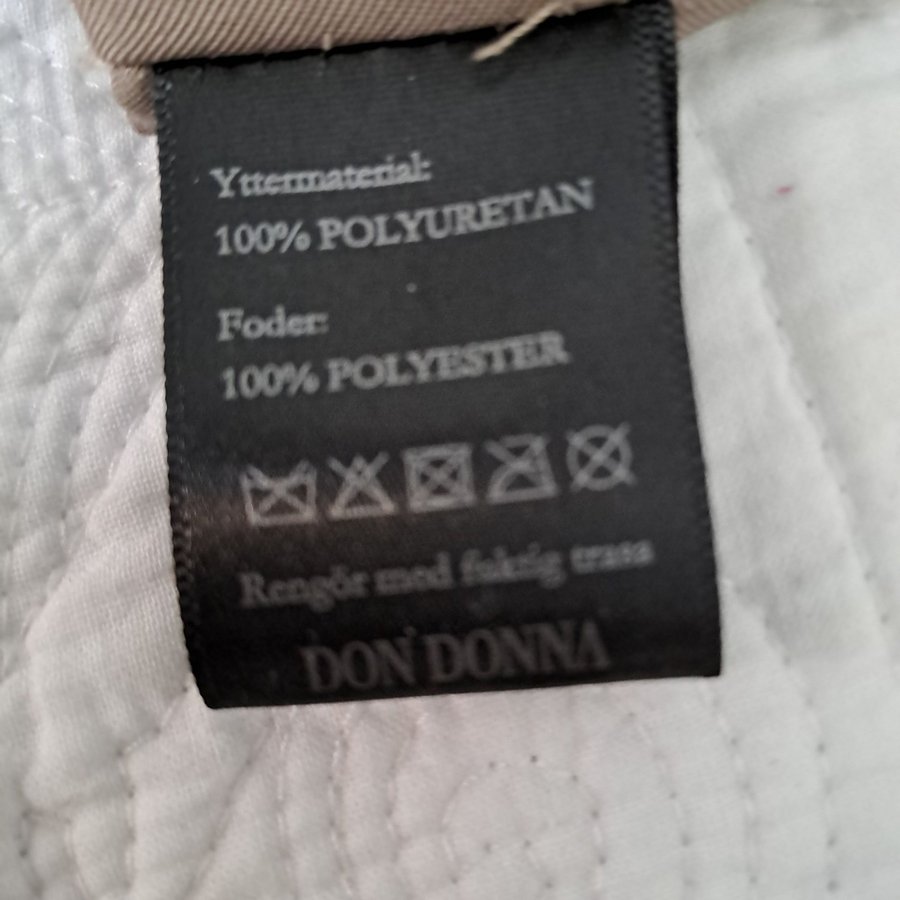 Yttermaterial:
100% POLYURETAN
Foder:
100% POLYESTER
Rengör med fuktig trasa
DON DONNA